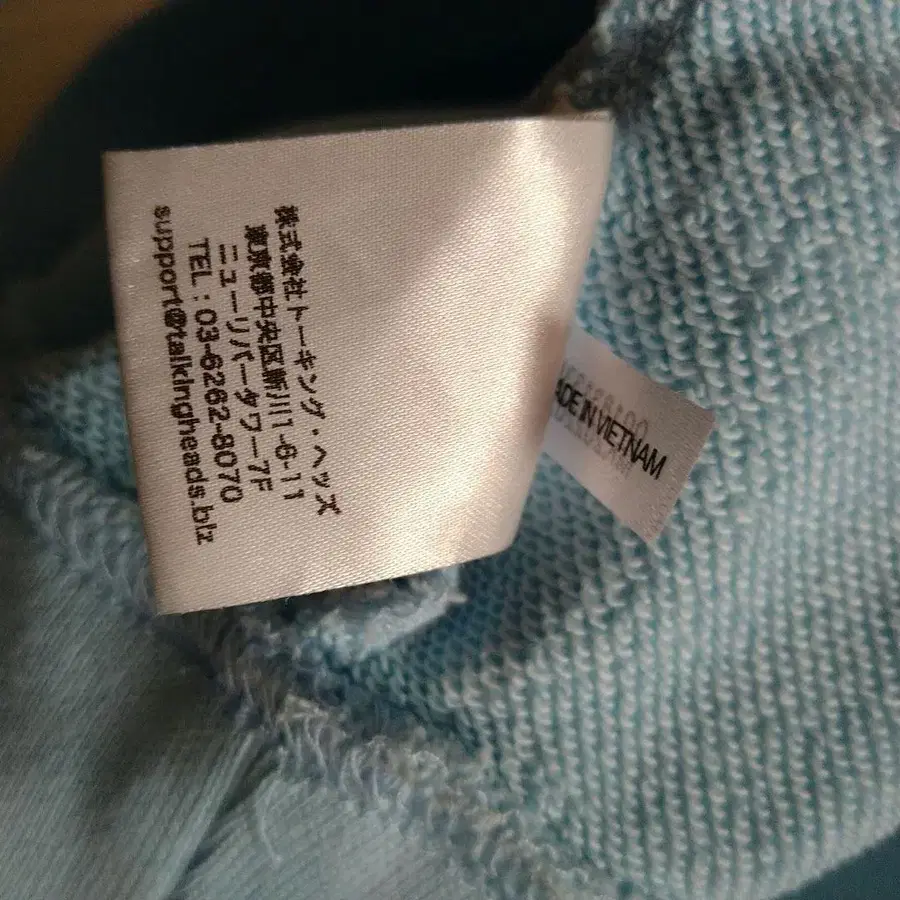 株式会社トーキング・ヘッズ
東京都中央区新川1-6-11
ニューリバータワー7F
TEL：03-6262-8070
support@talkingheads.biz
MADE IN VIETNAM